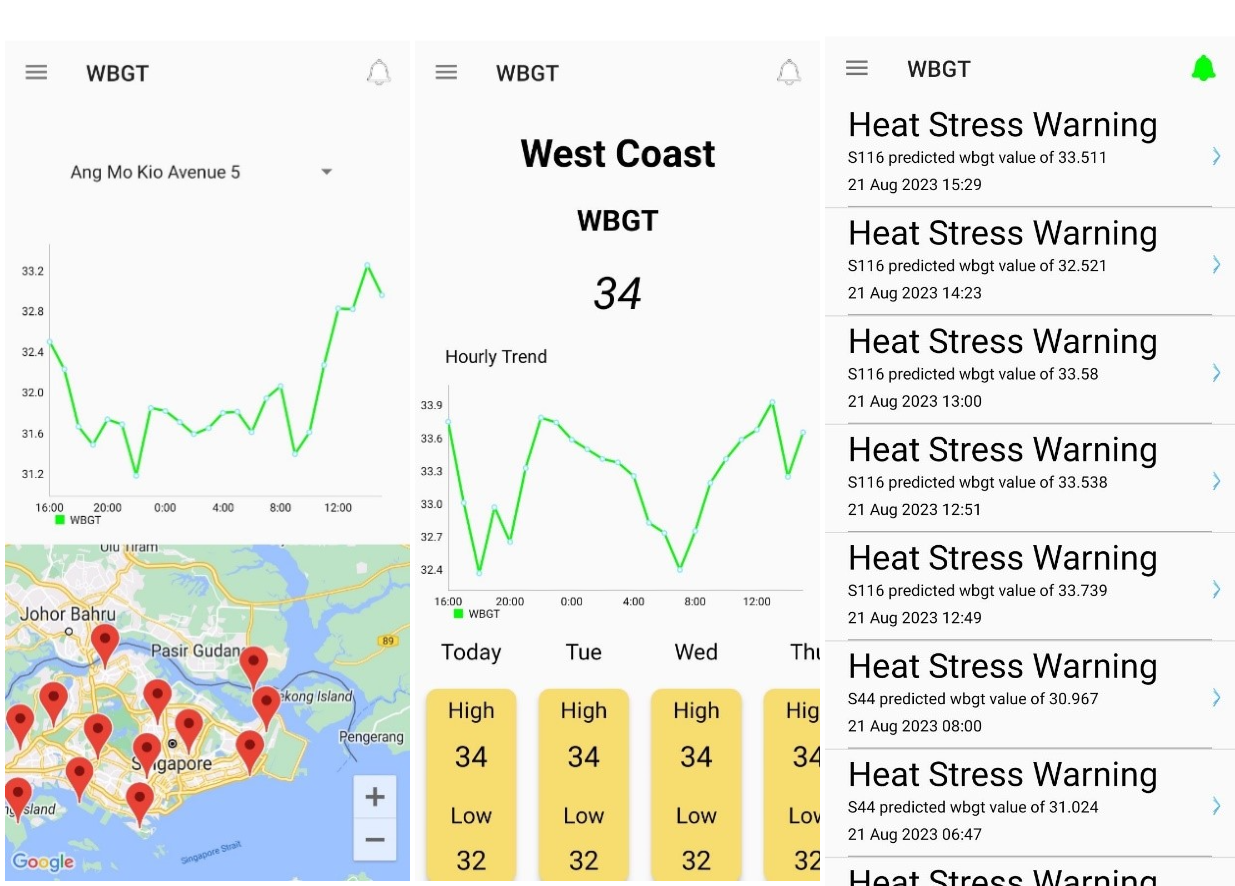 WBGT
Ang Mo Kio Avenue 5
33.2
32.8
32.4
32.0
31.6
31.2
16:00 20:00 0:00 4:00 8:00 12:00
WBGT
Ulu Tiram
Johor Bahru
89
Pasir Gudang
ekong Island
Pengerang
Singapore
ng Island
+
−
Singapore Strait
Google
WBGT
West Coast
WBGT
34
Hourly Trend
33.9
33.6
33.3
33.0
32.7
32.4
16:00 20:00 0:00 4:00 8:00 12:00
WBGT
Today Tue Wed Thu
High High High Hig
34 34 34 34
Low Low Low Low
32 32 32 32
WBGT
Heat Stress Warning
S116 predicted wbgt value of 33.511
21 Aug 2023 15:29
Heat Stress Warning
S116 predicted wbgt value of 32.521
21 Aug 2023 14:23
Heat Stress Warning
S116 predicted wbgt value of 33.58
21 Aug 2023 13:00
Heat Stress Warning
S116 predicted wbgt value of 33.538
21 Aug 2023 12:51
Heat Stress Warning
S116 predicted wbgt value of 33.739
21 Aug 2023 12:49
Heat Stress Warning
S44 predicted wbgt value of 30.967
21 Aug 2023 08:00
Heat Stress Warning
S44 predicted wbgt value of 31.024
21 Aug 2023 06:47
Heat Stress Warning